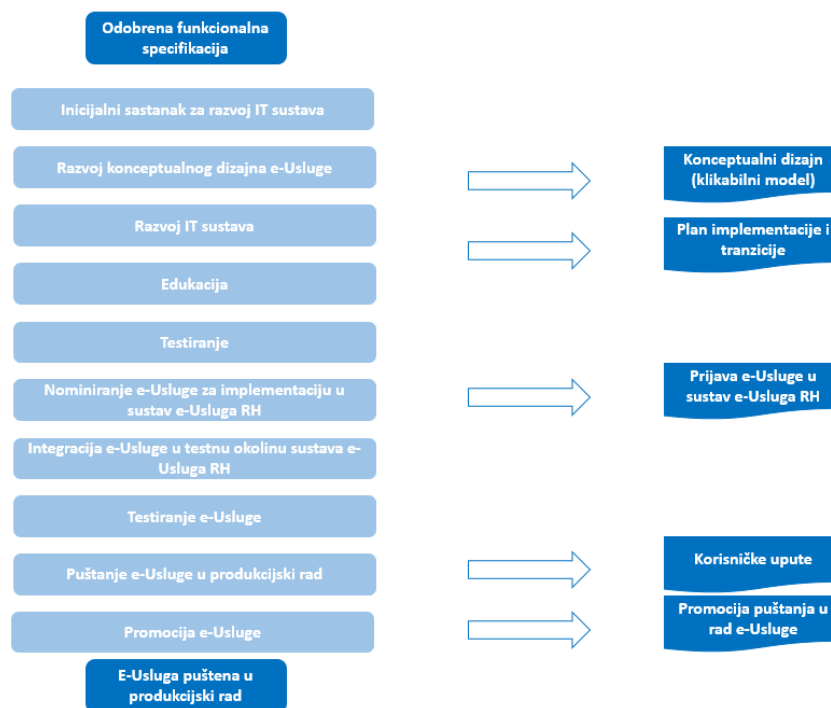 Odobrena funkcionalna
specifikacija
Inicijalni sastanak za razvoj IT sustava
Razvoj konceptualnog dizajna e-Usluge
Konceptualni dizajn
(klikabilni model)
Razvoj IT sustava
Plan implementacije i
tranzicije
Edukacija
Testiranje
Nominiranje e-Usluge za implementaciju u
sustav e-Usluga RH
Prijava e-Usluge u
sustav e-Usluga RH
Integracija e-Usluge u testnu okolinu sustava e-
Usluga RH
Testiranje e-Usluge
Puštanje e-Usluge u produkcijski rad
Korisničke upute
Promocija e-Usluge
Promocija puštanja u
rad e-Usluge
E-Usluga puštena u
produkcijski rad